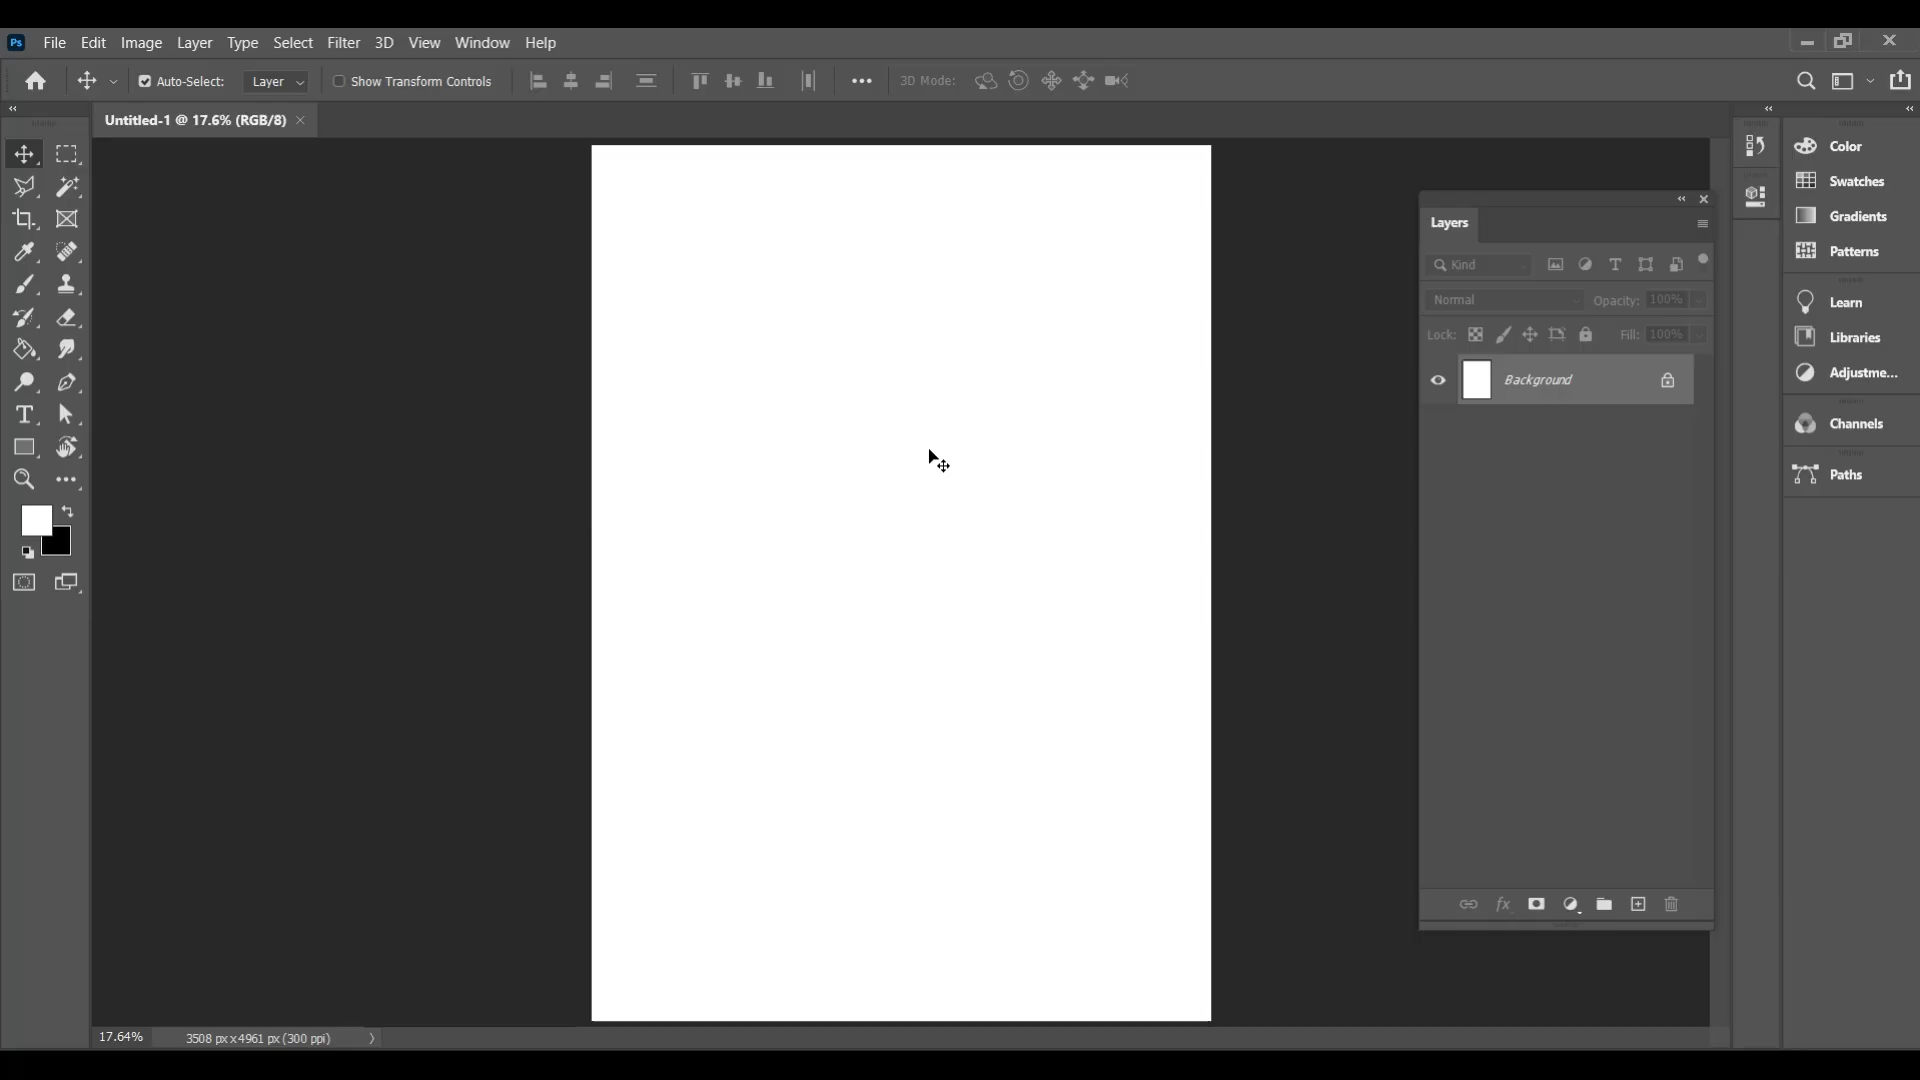 Ps File Edit Image Layer Type Select Filter 3D View Window Help
Auto-Select: Layer Show Transform Controls 3D Mode:
Untitled-1 @ 17.6% (RGB/8)
Color
Swatches
Gradients
Patterns
Learn
Libraries
Adjustme...
Channels
Paths
Layers
Kind
Normal Opacity: 100%
Lock: Fill: 100%
Background
fx
17.64% 3508 px x 4961 px (300 ppi)